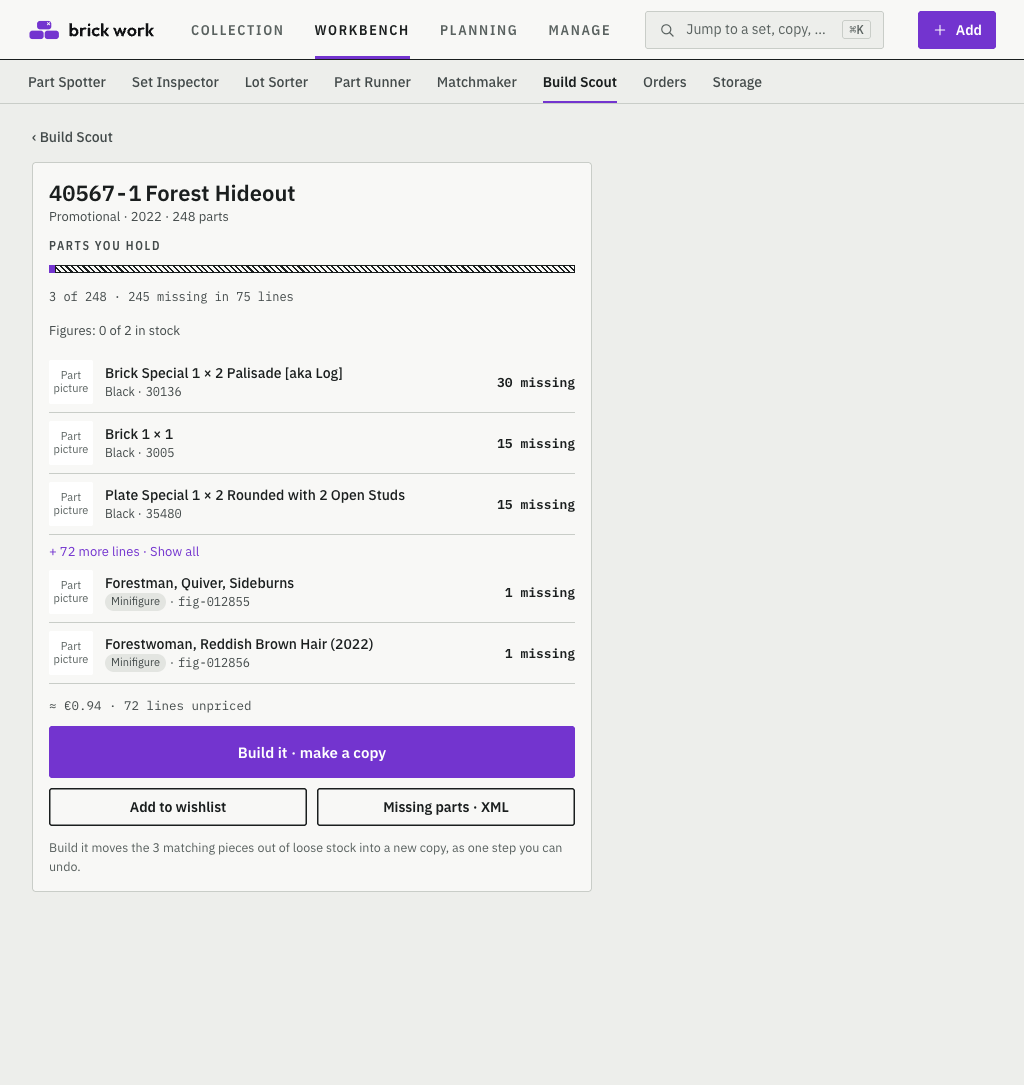 brick work
COLLECTION
WORKBENCH
PLANNING
MANAGE
Jump to a set, copy, ...
⌘K
+ Add
Part Spotter
Set Inspector
Lot Sorter
Part Runner
Matchmaker
Build Scout
Orders
Storage
‹ Build Scout
40567-1 Forest Hideout
Promotional · 2022 · 248 parts
PARTS YOU HOLD
3 of 248 · 245 missing in 75 lines
Figures: 0 of 2 in stock
Part
picture
Brick Special 1 × 2 Palisade [aka Log]
Black · 30136
30 missing
Part
picture
Brick 1 × 1
Black · 3005
15 missing
Part
picture
Plate Special 1 × 2 Rounded with 2 Open Studs
Black · 35480
15 missing
+ 72 more lines · Show all
Part
picture
Forestman, Quiver, Sideburns
Minifigure · fig-012855
1 missing
Part
picture
Forestwoman, Reddish Brown Hair (2022)
Minifigure · fig-012856
1 missing
≈ €0.94 · 72 lines unpriced
Build it · make a copy
Add to wishlist
Missing parts · XML
Build it moves the 3 matching pieces out of loose stock into a new copy, as one step you can
undo.